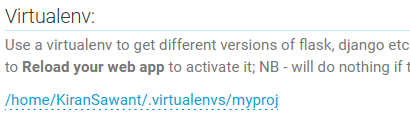 Virtualenv:
Use a virtualenv to get different versions of flask, django etc
to Reload your web app to activate it; NB - will do nothing if
/home/KiranSawant/.virtualenvs/myproj